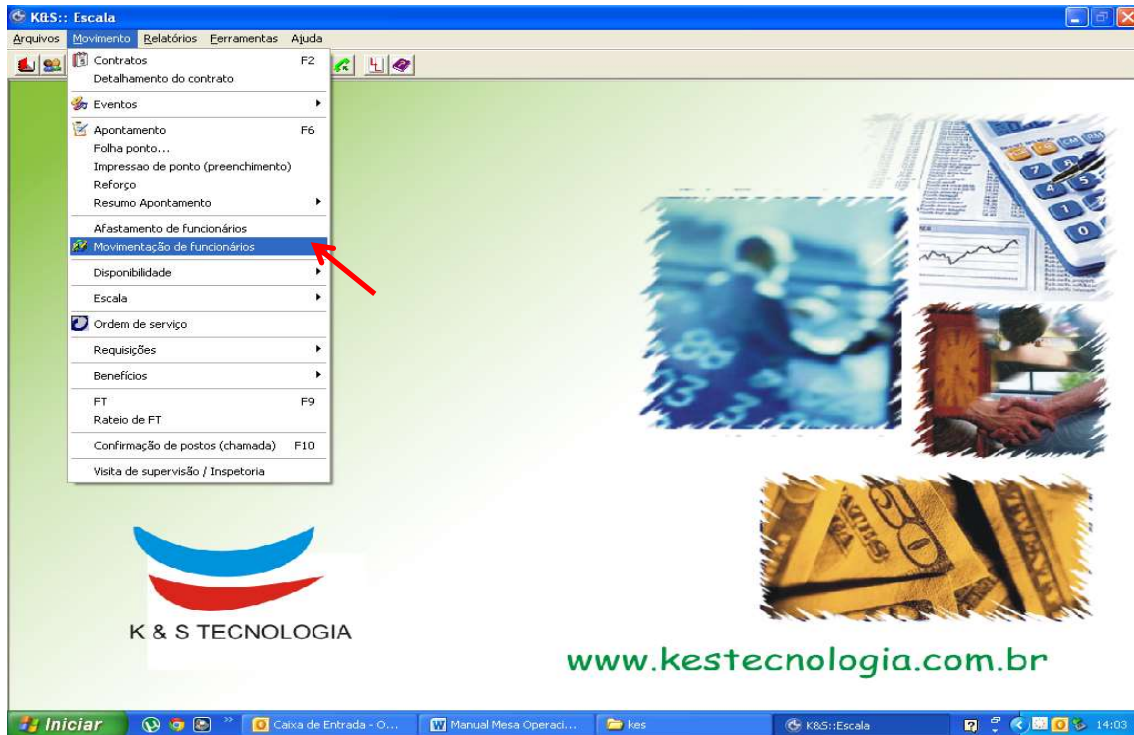 K&S:: Escala
Arquivos Movimento Relatórios Ferramentas Ajuda
Contratos F2
Detalhamento do contrato
Eventos
Apontamento F6
Folha ponto...
Impressao de ponto (preenchimento)
Reforço
Resumo Apontamento
Afastamento de funcionários
Movimentação de funcionários
Disponibilidade
Escala
Ordem de serviço
Requisições
Benefícios
FT F9
Rateio de FT
Confirmação de postos (chamada) F10
Visita de supervisão / Inspetoria
K & S TECNOLOGIA
www.kestecnologia.com.br
Iniciar Caixa de Entrada - O... Manual Mesa Operaci... kes K&S::Escala 14:03